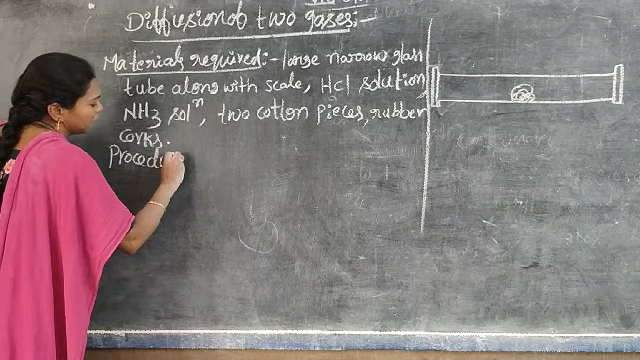 Diffusion of two gases:-
Materials required:- large narrow glass
tube along with scale, HCl solution,
NH3 solⁿ, two cotton pieces, rubber
corks.
Procedu